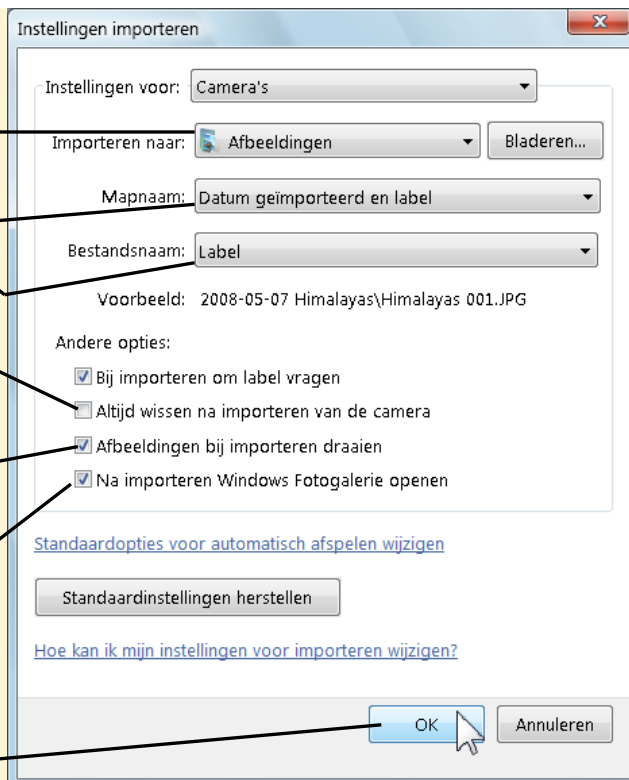 Instellingen importeren
Instellingen voor: Camera's
Importeren naar: Afbeeldingen Bladeren...
Mapnaam: Datum geïmporteerd en label
Bestandsnaam: Label
Voorbeeld: 2008-05-07 Himalayas\Himalayas 001.JPG
Andere opties:
Bij importeren om label vragen
Altijd wissen na importeren van de camera
Afbeeldingen bij importeren draaien
Na importeren Windows Fotogalerie openen
Standaardopties voor automatisch afspelen wijzigen
Standaardinstellingen herstellen
Hoe kan ik mijn instellingen voor importeren wijzigen?
OK Annuleren